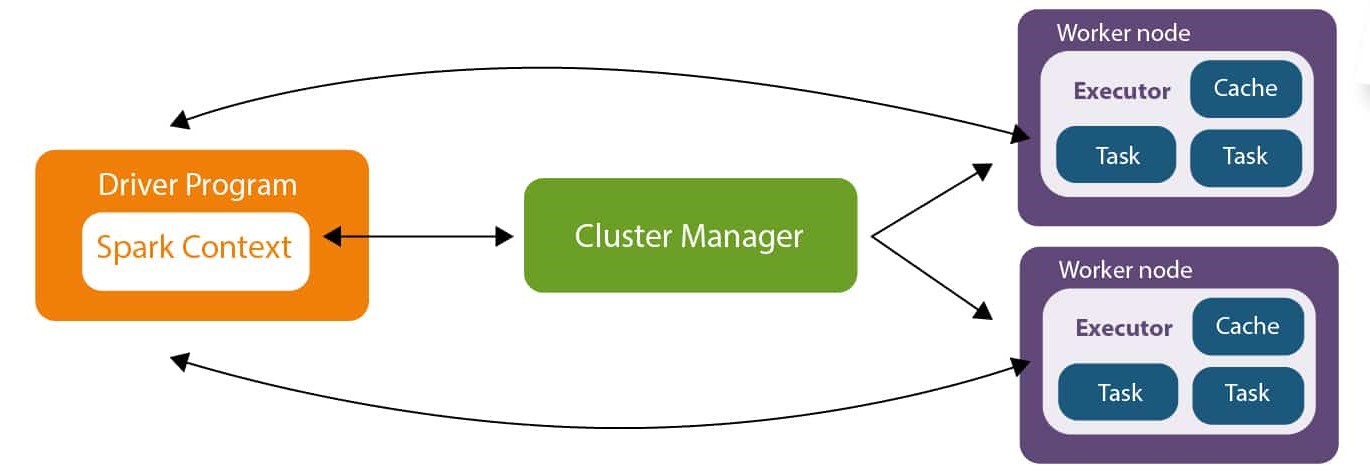 Driver Program
Spark Context
Cluster Manager
Worker node
Executor
Cache
Task
Task
Worker node
Executor
Cache
Task
Task